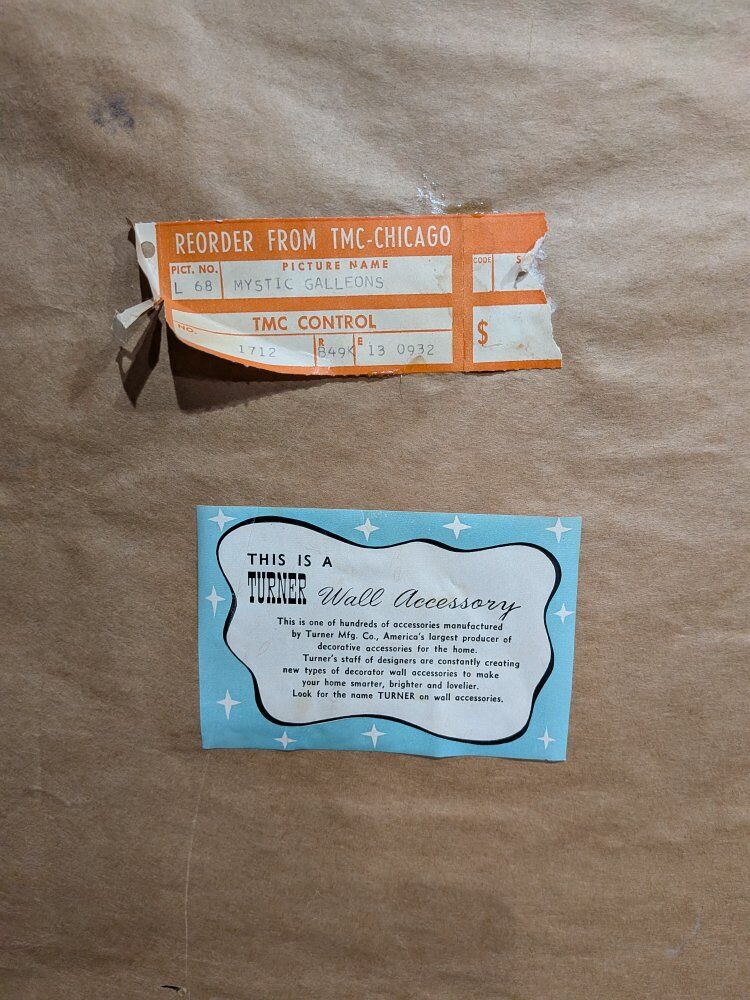 REORDER FROM TMC-CHICAGO
PICT. NO. PICTURE NAME CODE S
L 68 MYSTIC GALLEONS
NO. TMC CONTROL $
R E
1712 849K 13 0932
THIS IS A
TURNER Wall Accessory
This is one of hundreds of accessories manufactured
by Turner Mfg. Co., America's largest producer of
decorative accessories for the home.
Turner's staff of designers are constantly creating
new types of decorator wall accessories to make
your home smarter, brighter and lovelier.
Look for the name TURNER on wall accessories.